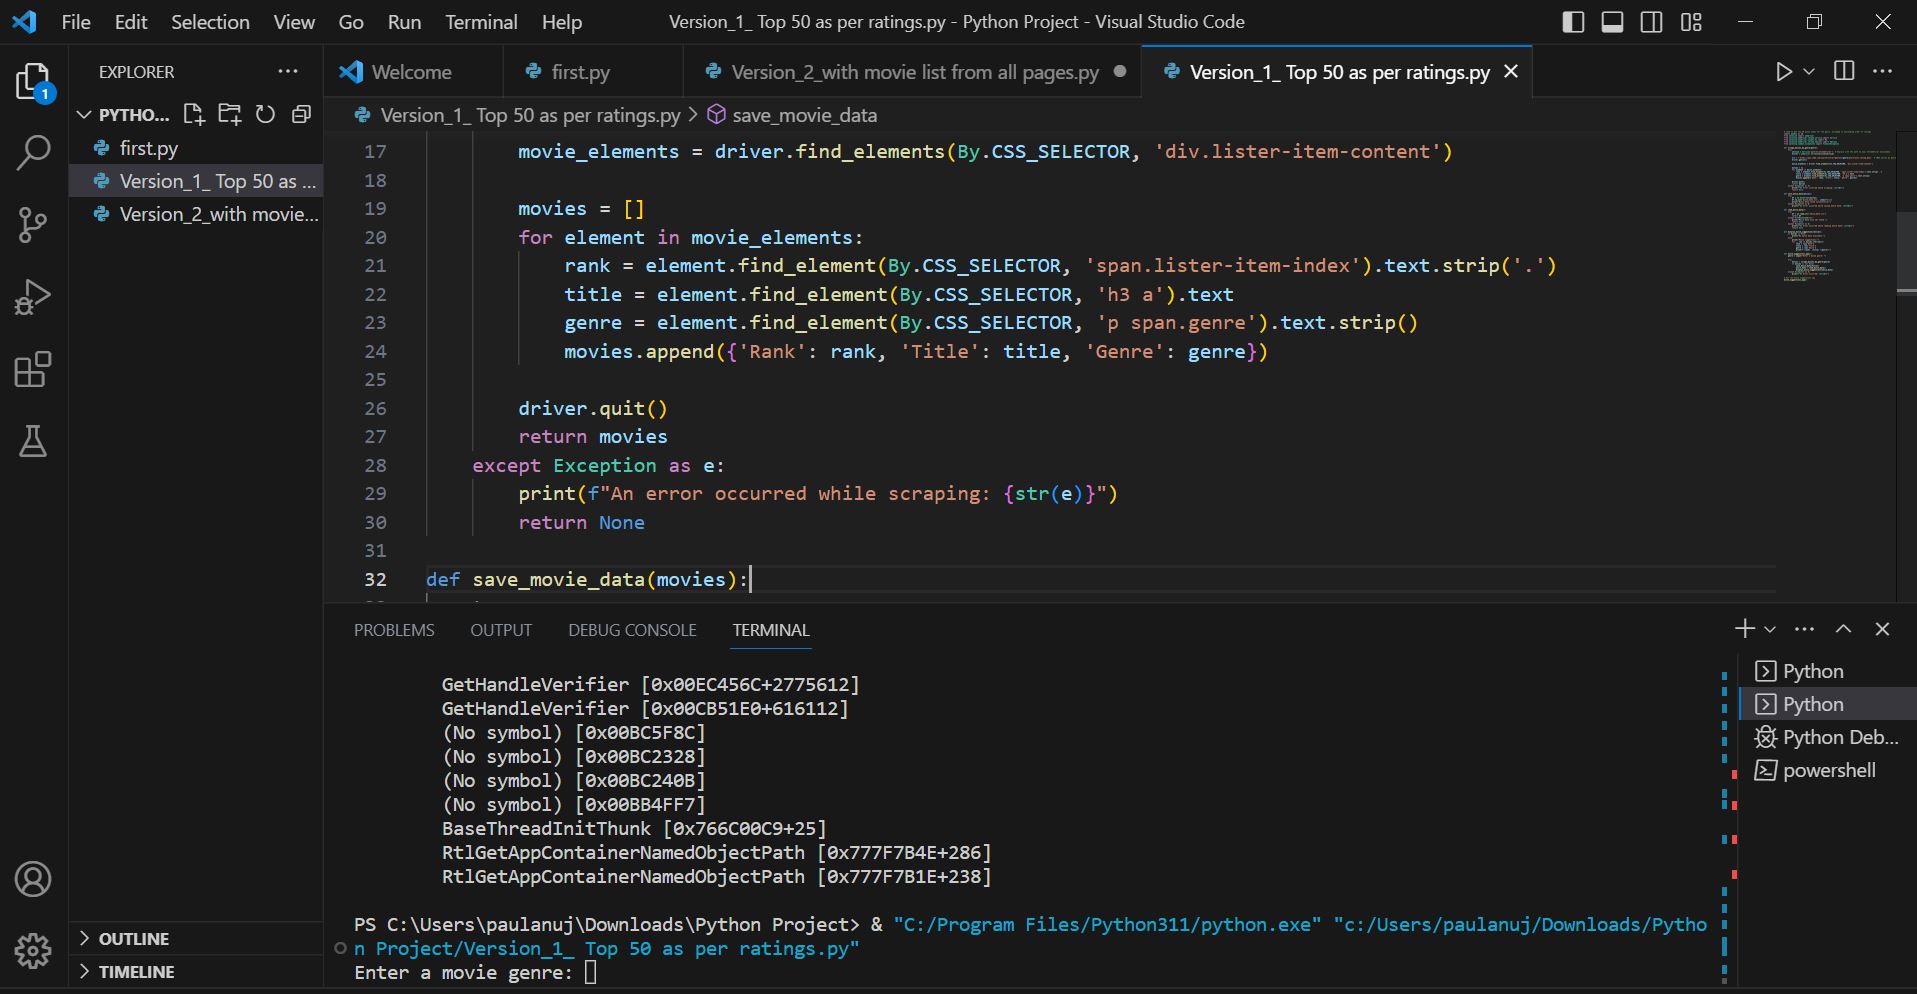 File Edit Selection View Go Run Terminal Help Version_1_ Top 50 as per ratings.py - Python Project - Visual Studio Code
EXPLORER
Welcome first.py Version_2_with movie list from all pages.py Version_1_ Top 50 as per ratings.py
1
PYTHO...
Version_1_ Top 50 as per ratings.py > save_movie_data
first.py
Version_1_ Top 50 as ...
Version_2_with movie...
17 movie_elements = driver.find_elements(By.CSS_SELECTOR, 'div.lister-item-content')
18
19 movies = []
20 for element in movie_elements:
21 rank = element.find_element(By.CSS_SELECTOR, 'span.lister-item-index').text.strip('.')
22 title = element.find_element(By.CSS_SELECTOR, 'h3 a').text
23 genre = element.find_element(By.CSS_SELECTOR, 'p span.genre').text.strip()
24 movies.append({'Rank': rank, 'Title': title, 'Genre': genre})
25
26 driver.quit()
27 return movies
28 except Exception as e:
29 print(f"An error occurred while scraping: {str(e)}")
30 return None
31
32 def save_movie_data(movies):
PROBLEMS OUTPUT DEBUG CONSOLE TERMINAL
GetHandleVerifier [0x00EC456C+2775612]
GetHandleVerifier [0x00CB51E0+616112]
(No symbol) [0x00BC5F8C]
(No symbol) [0x00BC2328]
(No symbol) [0x00BC240B]
(No symbol) [0x00BB4FF7]
BaseThreadInitThunk [0x766C00C9+25]
RtlGetAppContainerNamedObjectPath [0x777F7B4E+286]
RtlGetAppContainerNamedObjectPath [0x777F7B1E+238]
PS C:\Users\paulanuj\Downloads\Python Project> & "C:/Program Files/Python311/python.exe" "c:/Users/paulanuj/Downloads/Pytho
n Project/Version_1_ Top 50 as per ratings.py"
Enter a movie genre:
Python
Python
Python Deb...
powershell
OUTLINE
TIMELINE